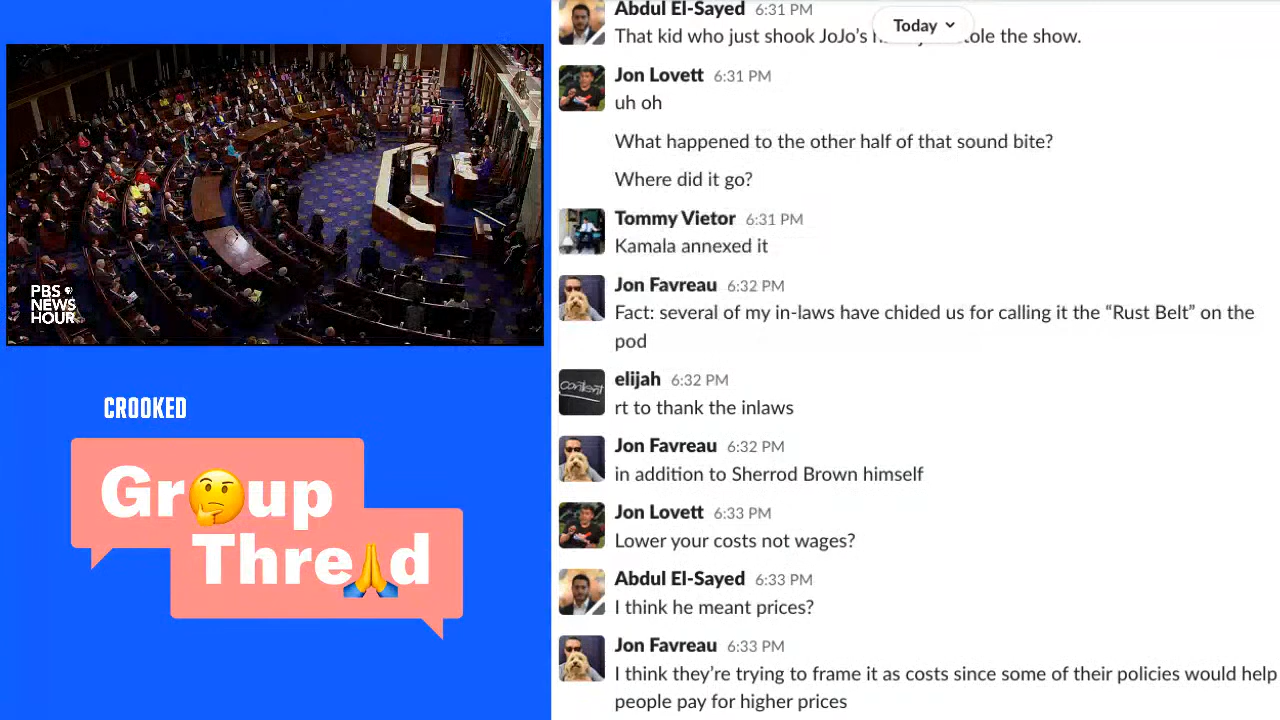 PBS
NEWS
HOUR
CROOKED
Gr🤔up
Thre🙏d
Today
Abdul El-Sayed 6:31 PM
That kid who just shook JoJo’s the show.
Jon Lovett 6:31 PM
uh oh
What happened to the other half of that sound bite?
Where did it go?
Tommy Vietor 6:31 PM
Kamala annexed it
Jon Favreau 6:32 PM
Fact: several of my in-laws have chided us for calling it the “Rust Belt” on the
pod
content
elijah 6:32 PM
rt to thank the inlaws
Jon Favreau 6:32 PM
in addition to Sherrod Brown himself
Jon Lovett 6:33 PM
Lower your costs not wages?
Abdul El-Sayed 6:33 PM
I think he meant prices?
Jon Favreau 6:33 PM
I think they’re trying to frame it as costs since some of their policies would help
people pay for higher prices